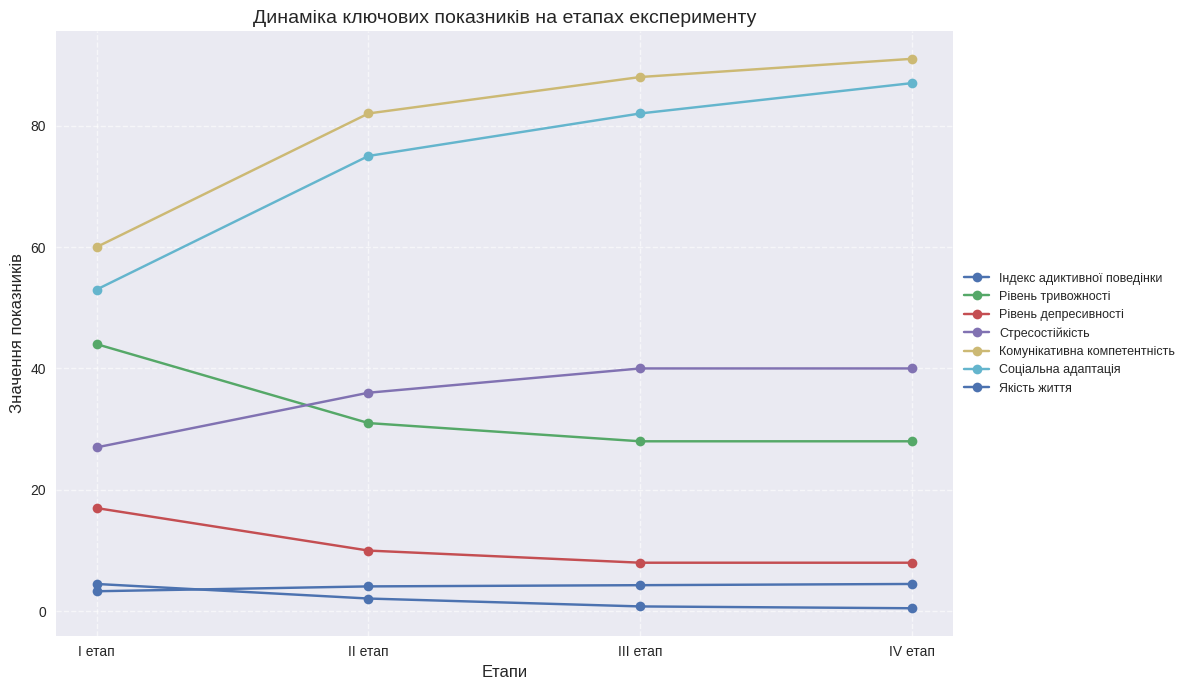 Динаміка ключових показників на етапах експерименту
Значення показників
80
60
40
20
0
I етап
II етап
III етап
IV етап
Етапи
Індекс адиктивної поведінки
Рівень тривожності
Рівень депресивності
Стресостійкість
Комунікативна компетентність
Соціальна адаптація
Якість життя